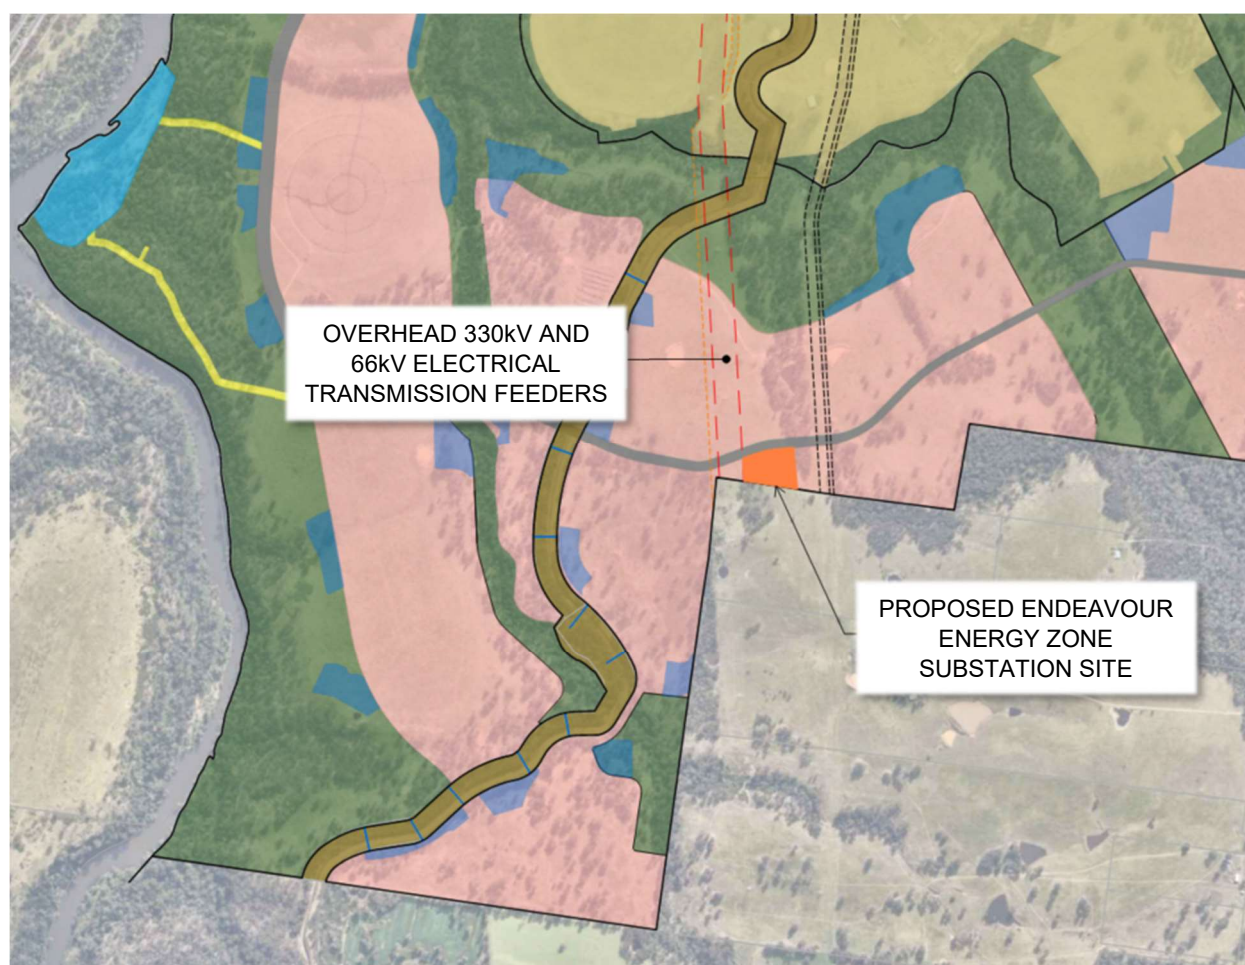 OVERHEAD 330kV AND
66kV ELECTRICAL
TRANSMISSION FEEDERS
PROPOSED ENDEAVOUR
ENERGY ZONE
SUBSTATION SITE